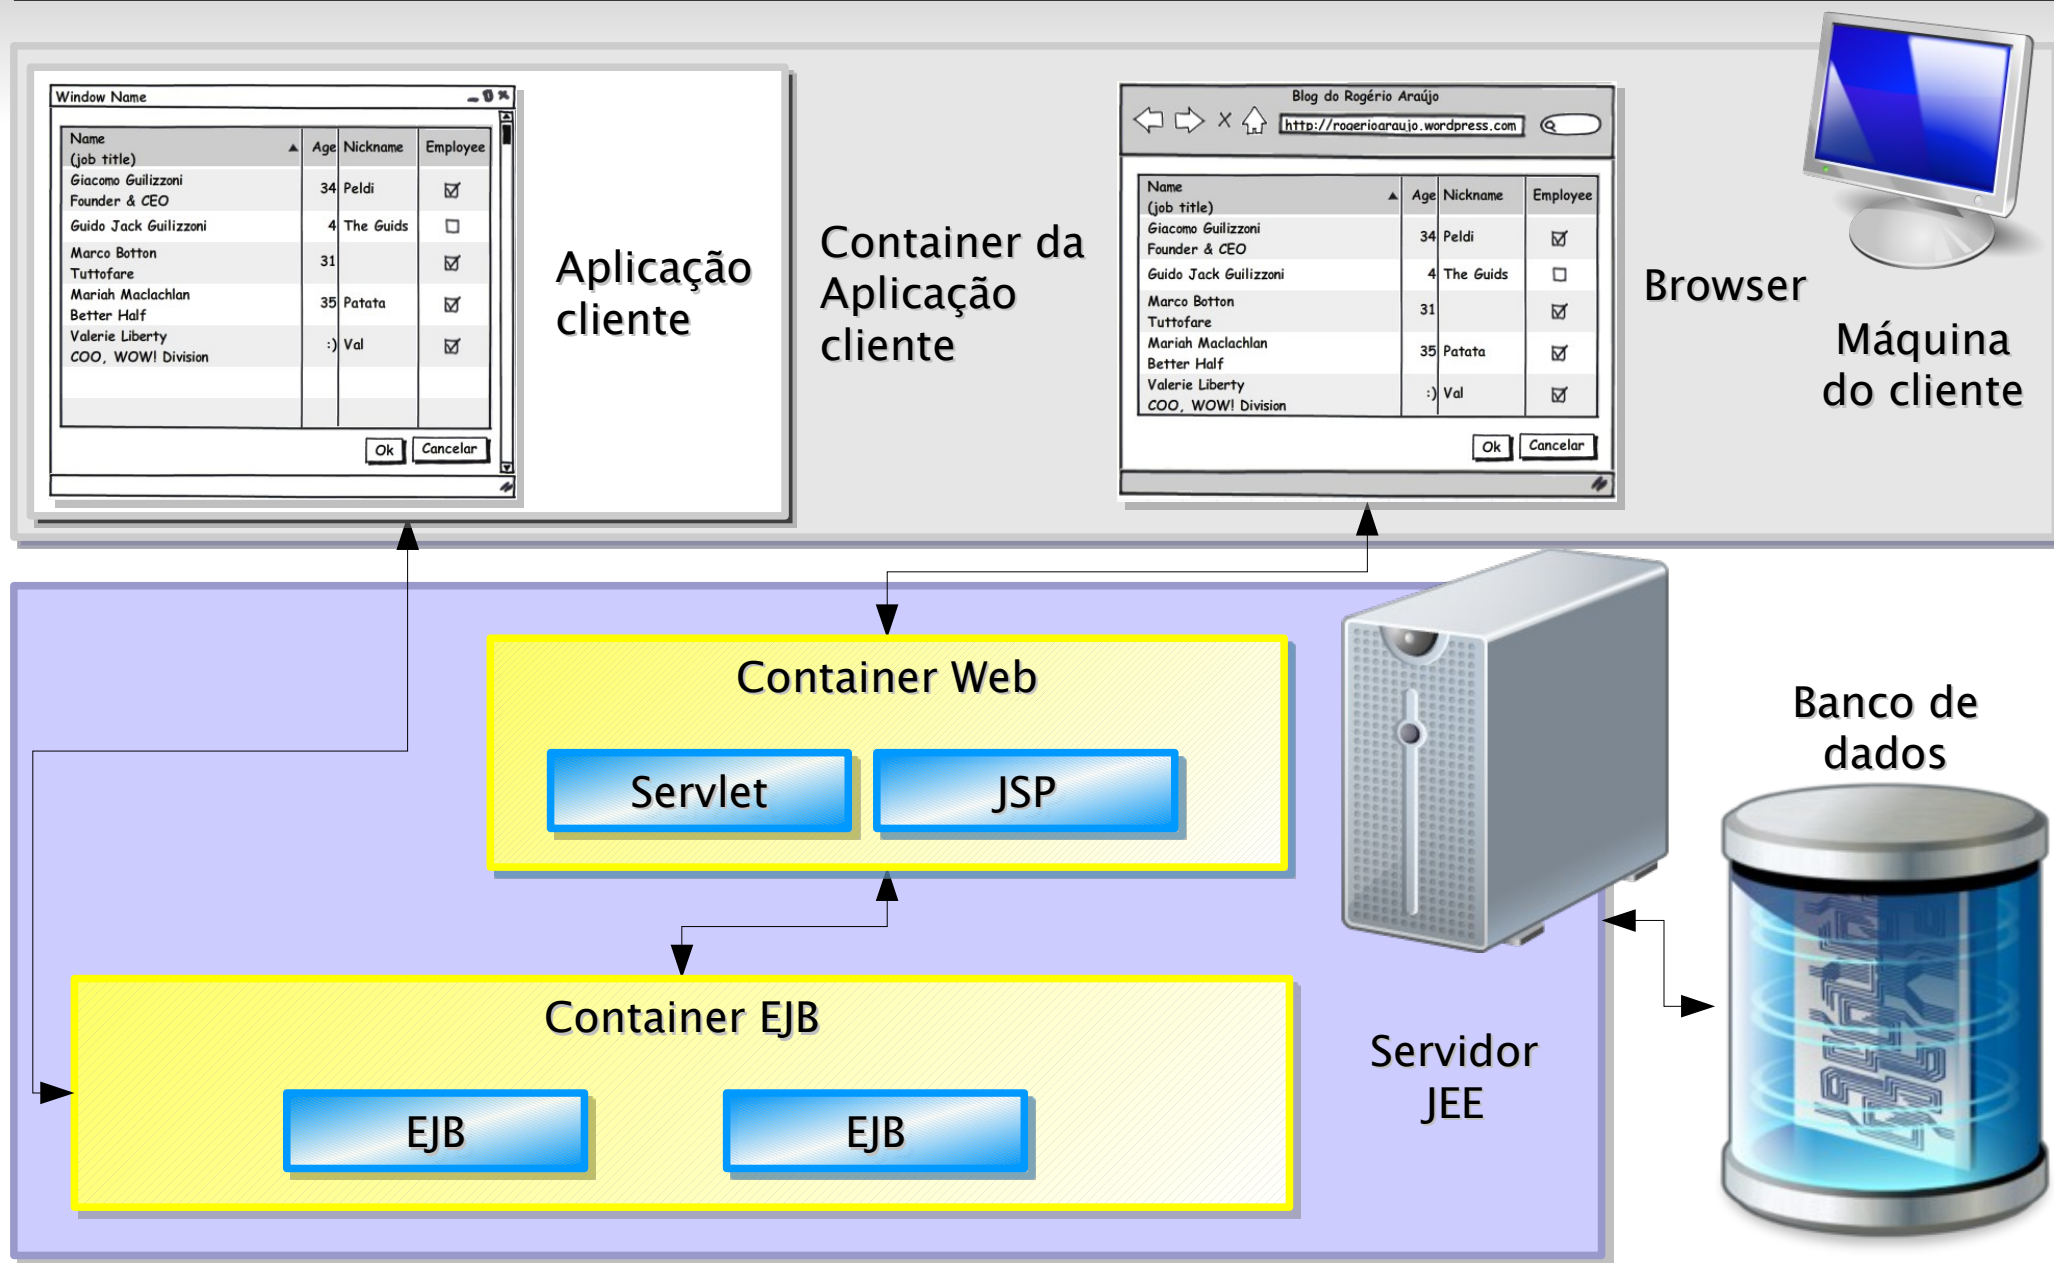 Window Name
Name
(job title)
Age
Nickname
Employee
Giacomo Guilizzoni
Founder & CEO
34
Peldi
Guido Jack Guilizzoni
4
The Guids
Marco Botton
Tuttofare
31
Mariah Maclachlan
Better Half
35
Patata
Valerie Liberty
COO, WOW! Division
:)
Val
Ok
Cancelar
Aplicação
cliente
Container da
Aplicação
cliente
Blog do Rogério Araújo
http://rogerioaraujo.wordpress.com
Name
(job title)
Age
Nickname
Employee
Giacomo Guilizzoni
Founder & CEO
34
Peldi
Guido Jack Guilizzoni
4
The Guids
Marco Botton
Tuttofare
31
Mariah Maclachlan
Better Half
35
Patata
Valerie Liberty
COO, WOW! Division
:)
Val
Ok
Cancelar
Browser
Máquina
do cliente
Container Web
Servlet
JSP
Container EJB
EJB
EJB
Servidor
JEE
Banco de
dados